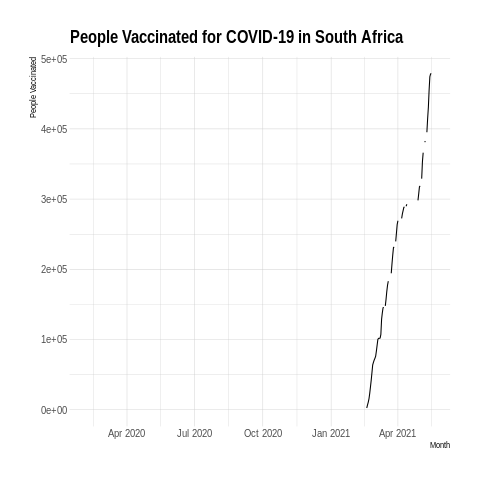 People Vaccinated for COVID-19 in South Africa
People Vaccinated
5e+05
4e+05
3e+05
2e+05
1e+05
0e+00
Apr 2020 Jul 2020 Oct 2020 Jan 2021 Apr 2021
Month